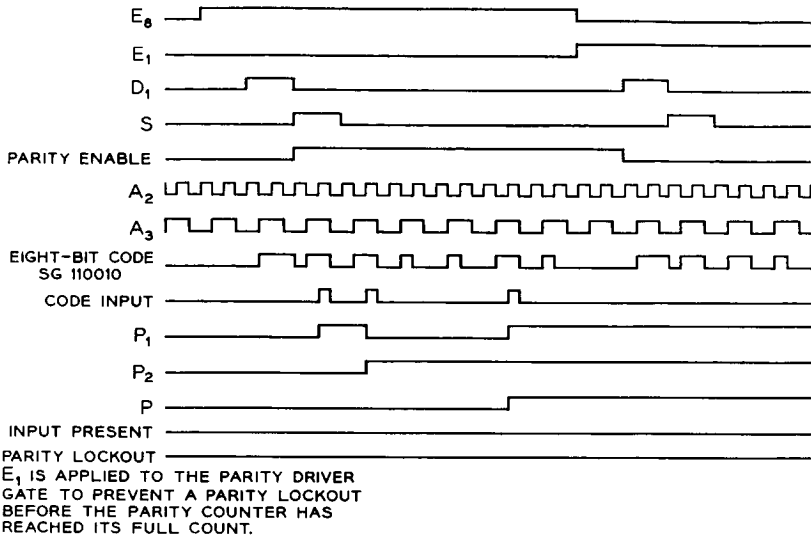 E8
E1
D1
S
PARITY ENABLE
A2
A3
EIGHT-BIT CODE
SG 110010
CODE INPUT
P1
P2
P
INPUT PRESENT
PARITY LOCKOUT
E1 IS APPLIED TO THE PARITY DRIVER
GATE TO PREVENT A PARITY LOCKOUT
BEFORE THE PARITY COUNTER HAS
REACHED ITS FULL COUNT.